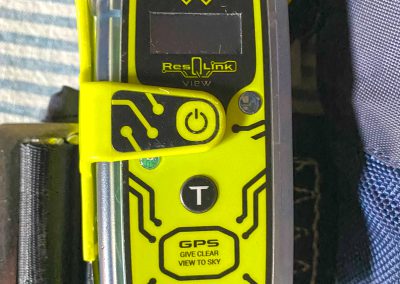 ResQLink
VIEW
T
GPS
GIVE CLEAR
VIEW TO SKY